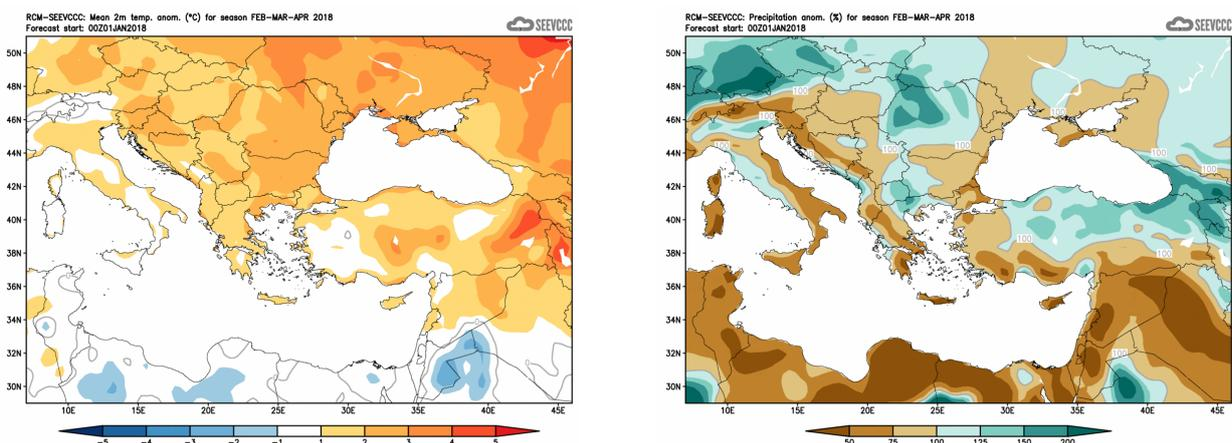 RCM-SEEVCCC: Mean 2m temp. anom. (°C) for season FEB-MAR-APR 2018
Forecast start: 00Z01JAN2018
SEEVCCC
50N
48N
46N
44N
42N
40N
38N
36N
34N
32N
30N
10E 15E 20E 25E 30E 35E 40E 45E
-5 -4 -3 -2 -1 1 2 3 4 5
RCM-SEEVCCC: Precipitation anom. (%) for season FEB-MAR-APR 2018
Forecast start: 00Z01JAN2018
SEEVCCC
50N
48N
100
46N
100
100
44N
100
100
100
42N
100
40N
100
38N
100
36N
34N
32N
100
30N
10E 15E 20E 25E 30E 35E 40E 45E
50 75 100 125 150 200